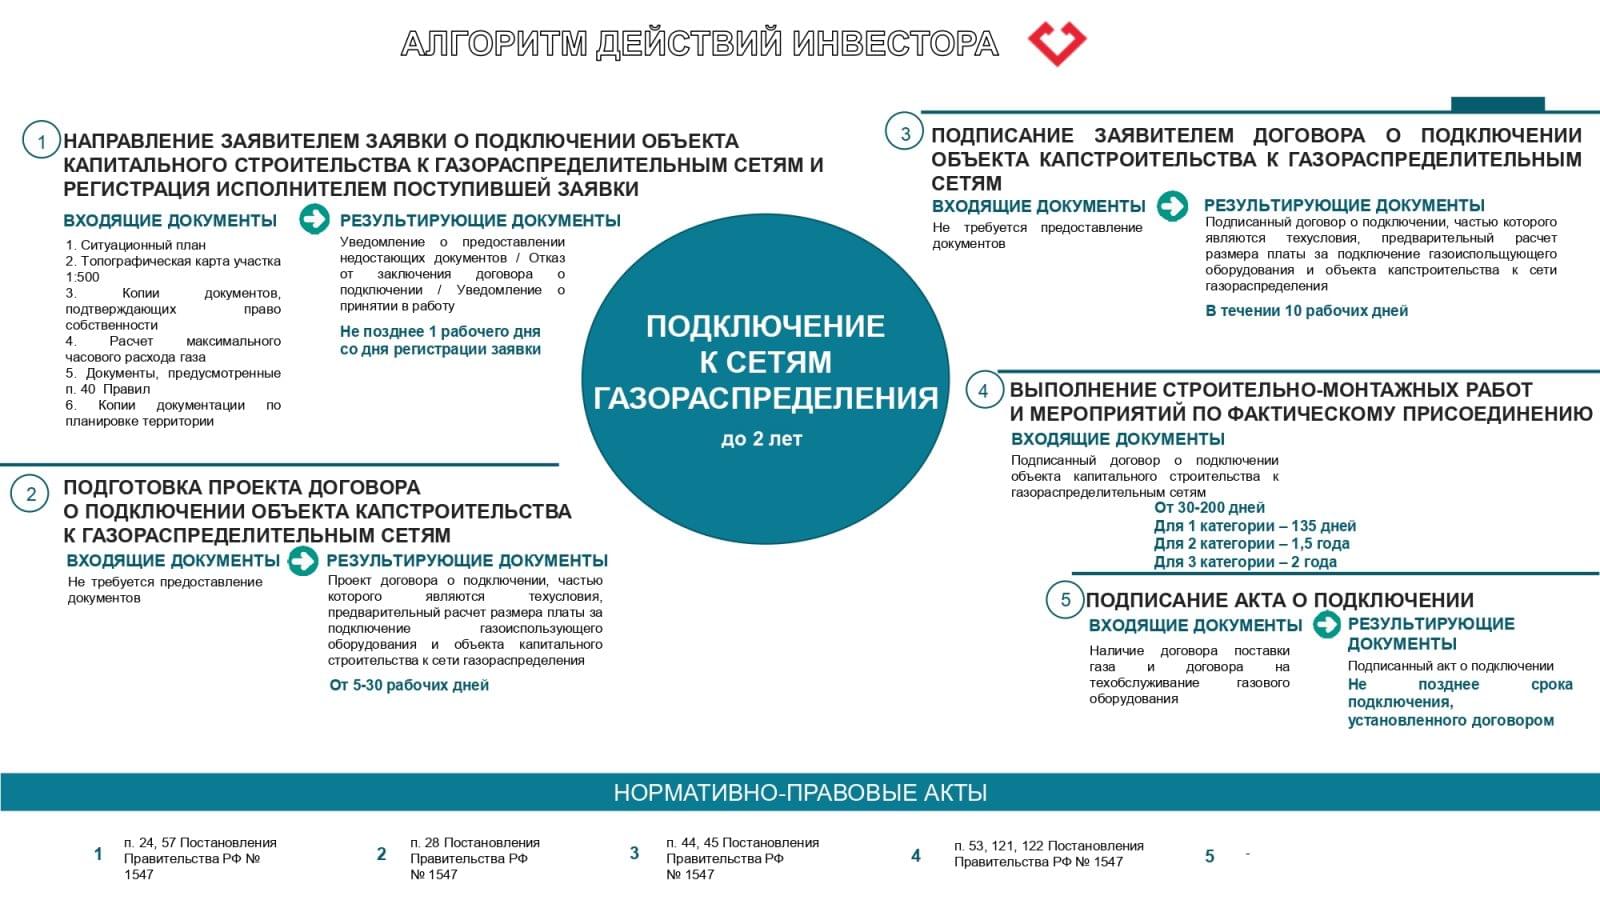 АЛГОРИТМ ДЕЙСТВИЙ ИНВЕСТОРА
1
НАПРАВЛЕНИЕ ЗАЯВИТЕЛЕМ ЗАЯВКИ О ПОДКЛЮЧЕНИИ ОБЪЕКТА
КАПИТАЛЬНОГО СТРОИТЕЛЬСТВА К ГАЗОРАСПРЕДЕЛИТЕЛЬНЫМ СЕТЯМ И
РЕГИСТРАЦИЯ ИСПОЛНИТЕЛЕМ ПОСТУПИВШЕЙ ЗАЯВКИ
ВХОДЯЩИЕ ДОКУМЕНТЫ
1. Ситуационный план
2. Топографическая карта участка
1:500
3. Копии документов,
подтверждающих право
собственности
4. Расчет максимального
часового расхода газа
5. Документы, предусмотренные
п. 40 Правил
6. Копии документации по
планировке территории
РЕЗУЛЬТИРУЮЩИЕ ДОКУМЕНТЫ
Уведомление о предоставлении
недостающих документов / Отказ
от заключения договора о
подключении / Уведомление о
принятии в работу
Не позднее 1 рабочего дня
со дня регистрации заявки
2
ПОДГОТОВКА ПРОЕКТА ДОГОВОРА
О ПОДКЛЮЧЕНИИ ОБЪЕКТА КАПСТРОИТЕЛЬСТВА
К ГАЗОРАСПРЕДЕЛИТЕЛЬНЫМ СЕТЯМ
ВХОДЯЩИЕ ДОКУМЕНТЫ
Не требуется предоставление
документов
РЕЗУЛЬТИРУЮЩИЕ ДОКУМЕНТЫ
Проект договора о подключении, частью
которого являются техусловия,
предварительный расчет размера платы за
подключение газоиспользующего
оборудования и объекта капитального
строительства к сети газораспределения
От 5-30 рабочих дней
ПОДКЛЮЧЕНИЕ
К СЕТЯМ
ГАЗОРАСПРЕДЕЛЕНИЯ
до 2 лет
3
ПОДПИСАНИЕ ЗАЯВИТЕЛЕМ ДОГОВОРА О ПОДКЛЮЧЕНИИ
ОБЪЕКТА КАПСТРОИТЕЛЬСТВА К ГАЗОРАСПРЕДЕЛИТЕЛЬНЫМ
СЕТЯМ
ВХОДЯЩИЕ ДОКУМЕНТЫ
Не требуется предоставление
документов
РЕЗУЛЬТИРУЮЩИЕ ДОКУМЕНТЫ
Подписанный договор о подключении, частью которого
являются техусловия, предварительный расчет
размера платы за подключение газоиспольщующего
оборудования и объекта капстроительства к сети
газораспределения
В течении 10 рабочих дней
4
ВЫПОЛНЕНИЕ СТРОИТЕЛЬНО-МОНТАЖНЫХ РАБОТ
И МЕРОПРИЯТИЙ ПО ФАКТИЧЕСКОМУ ПРИСОЕДИНЕНИЮ
ВХОДЯЩИЕ ДОКУМЕНТЫ
Подписанный договор о подключении
объекта капитального строительства к
газораспределительным сетям
От 30-200 дней
Для 1 категории – 135 дней
Для 2 категории – 1,5 года
Для 3 категории – 2 года
5
ПОДПИСАНИЕ АКТА О ПОДКЛЮЧЕНИИ
ВХОДЯЩИЕ ДОКУМЕНТЫ
Наличие договора поставки
газа и договора на
техобслуживание газового
оборудования
РЕЗУЛЬТИРУЮЩИЕ
ДОКУМЕНТЫ
Подписанный акт о подключении
Не позднее срока
подключения,
установленного договором
НОРМАТИВНО-ПРАВОВЫЕ АКТЫ
1
п. 24, 57 Постановления
Правительства РФ №
1547
2
п. 28 Постановления
Правительства РФ
№ 1547
3
п. 44, 45 Постановления
Правительства РФ
№ 1547
4
п. 53, 121, 122 Постановления
Правительства РФ № 1547
5
-